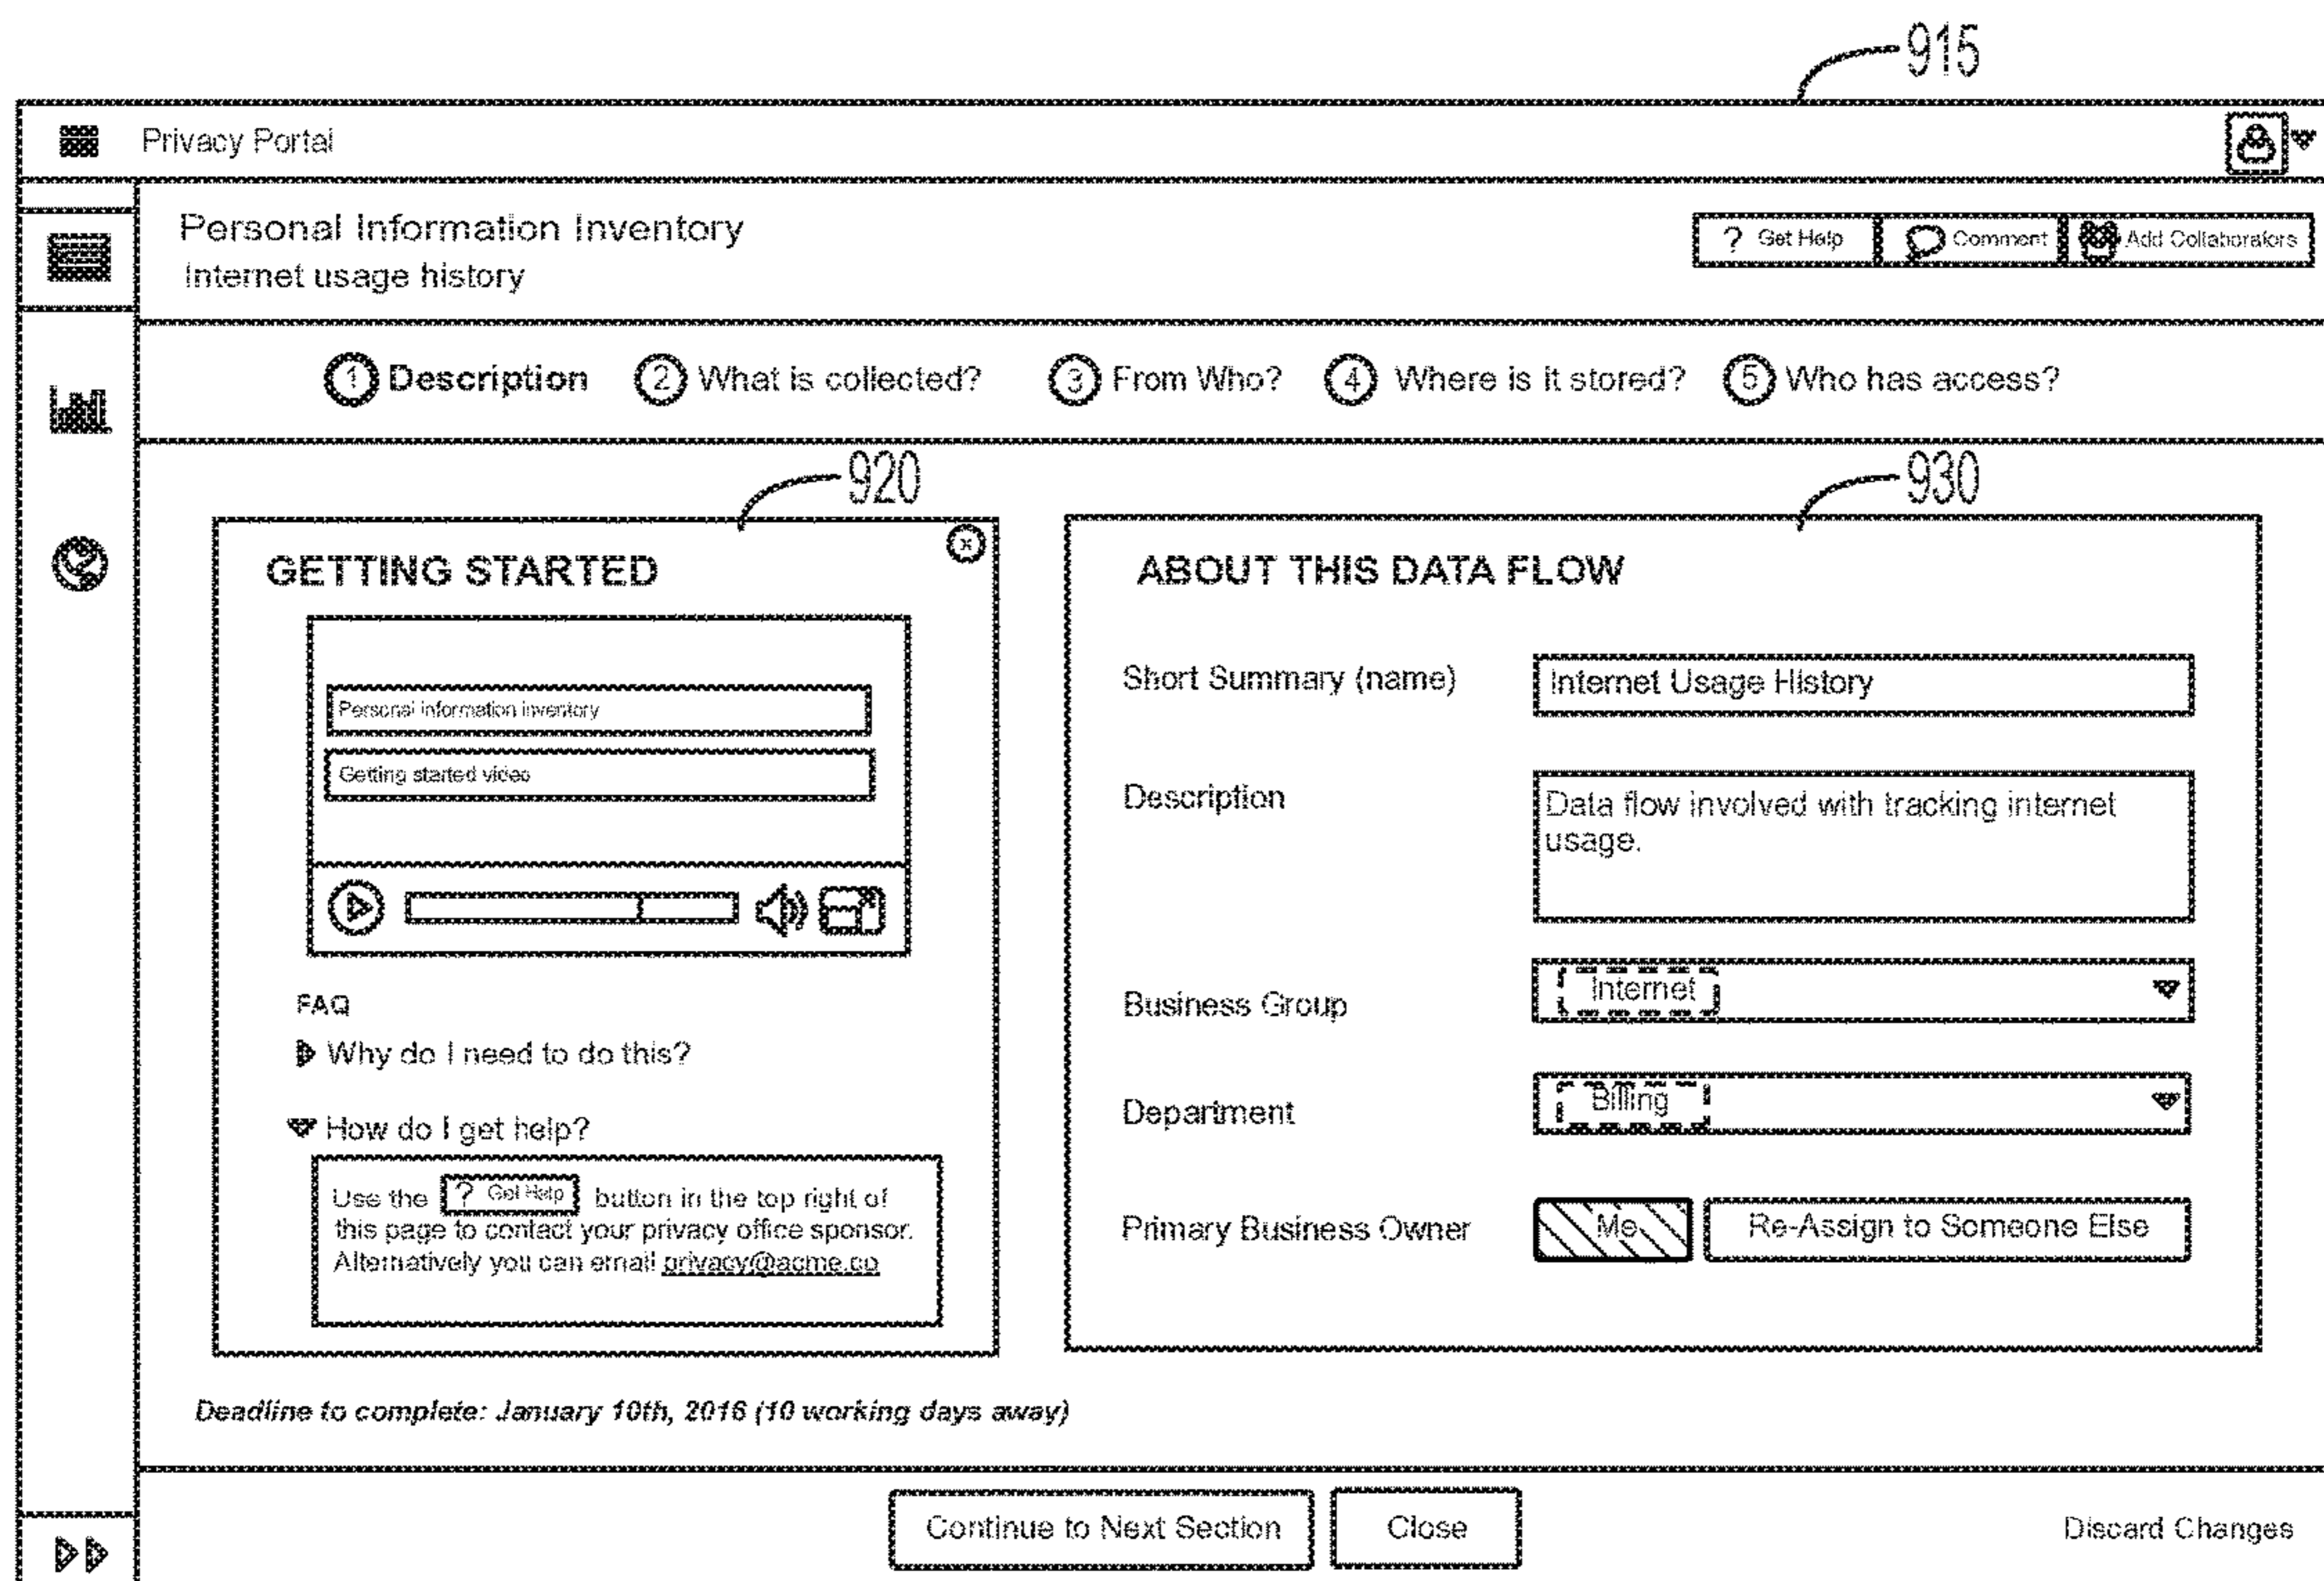 915
Privacy Portal
Personal Information Inventory
Internet usage history
? Get Help Comment Add Collaborators
1 Description 2 What is collected? 3 From Who? 4 Where is it stored? 5 Who has access?
920
930
GETTING STARTED
x
Personal information inventory
Getting started video
FAQ
Why do I need to do this?
How do I get help?
Use the ? Get Help button in the top right of
this page to contact your privacy office sponsor.
Alternatively you can email privacy@acme.co
ABOUT THIS DATA FLOW
Short Summary (name) Internet Usage History
Description Data flow involved with tracking internet
usage.
Business Group Internet
Department Billing
Primary Business Owner Me Re-Assign to Someone Else
Deadline to complete: January 10th, 2016 (10 working days away)
Continue to Next Section Close Discard Changes